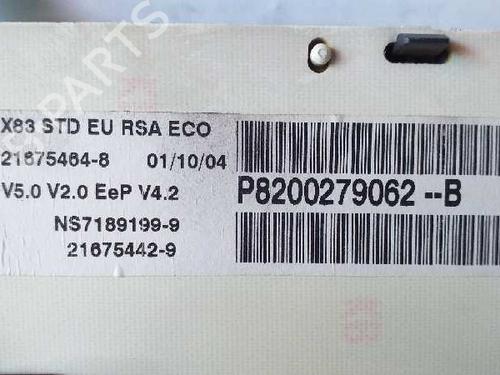 PARTS
X83 STD EU RSA ECO
21675464-8 01/10/04
V5.0 V2.0 EeP V4.2
NS7189199-9
21675442-9
P8200279062 --B